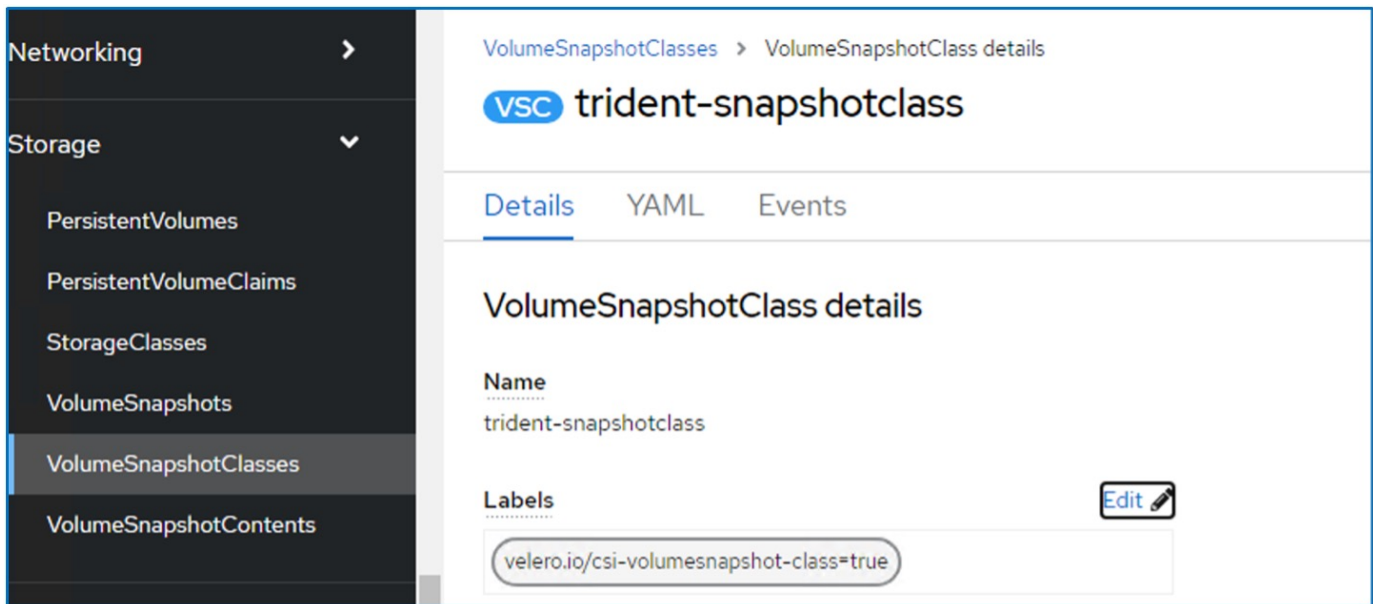 Networking
Storage
PersistentVolumes
PersistentVolumeClaims
StorageClasses
VolumeSnapshots
VolumeSnapshotClasses
VolumeSnapshotContents
VolumeSnapshotClasses > VolumeSnapshotClass details
VSC trident-snapshotclass
Details YAML Events
VolumeSnapshotClass details
Name
trident-snapshotclass
Labels Edit
velero.io/csi-volumesnapshot-class=true